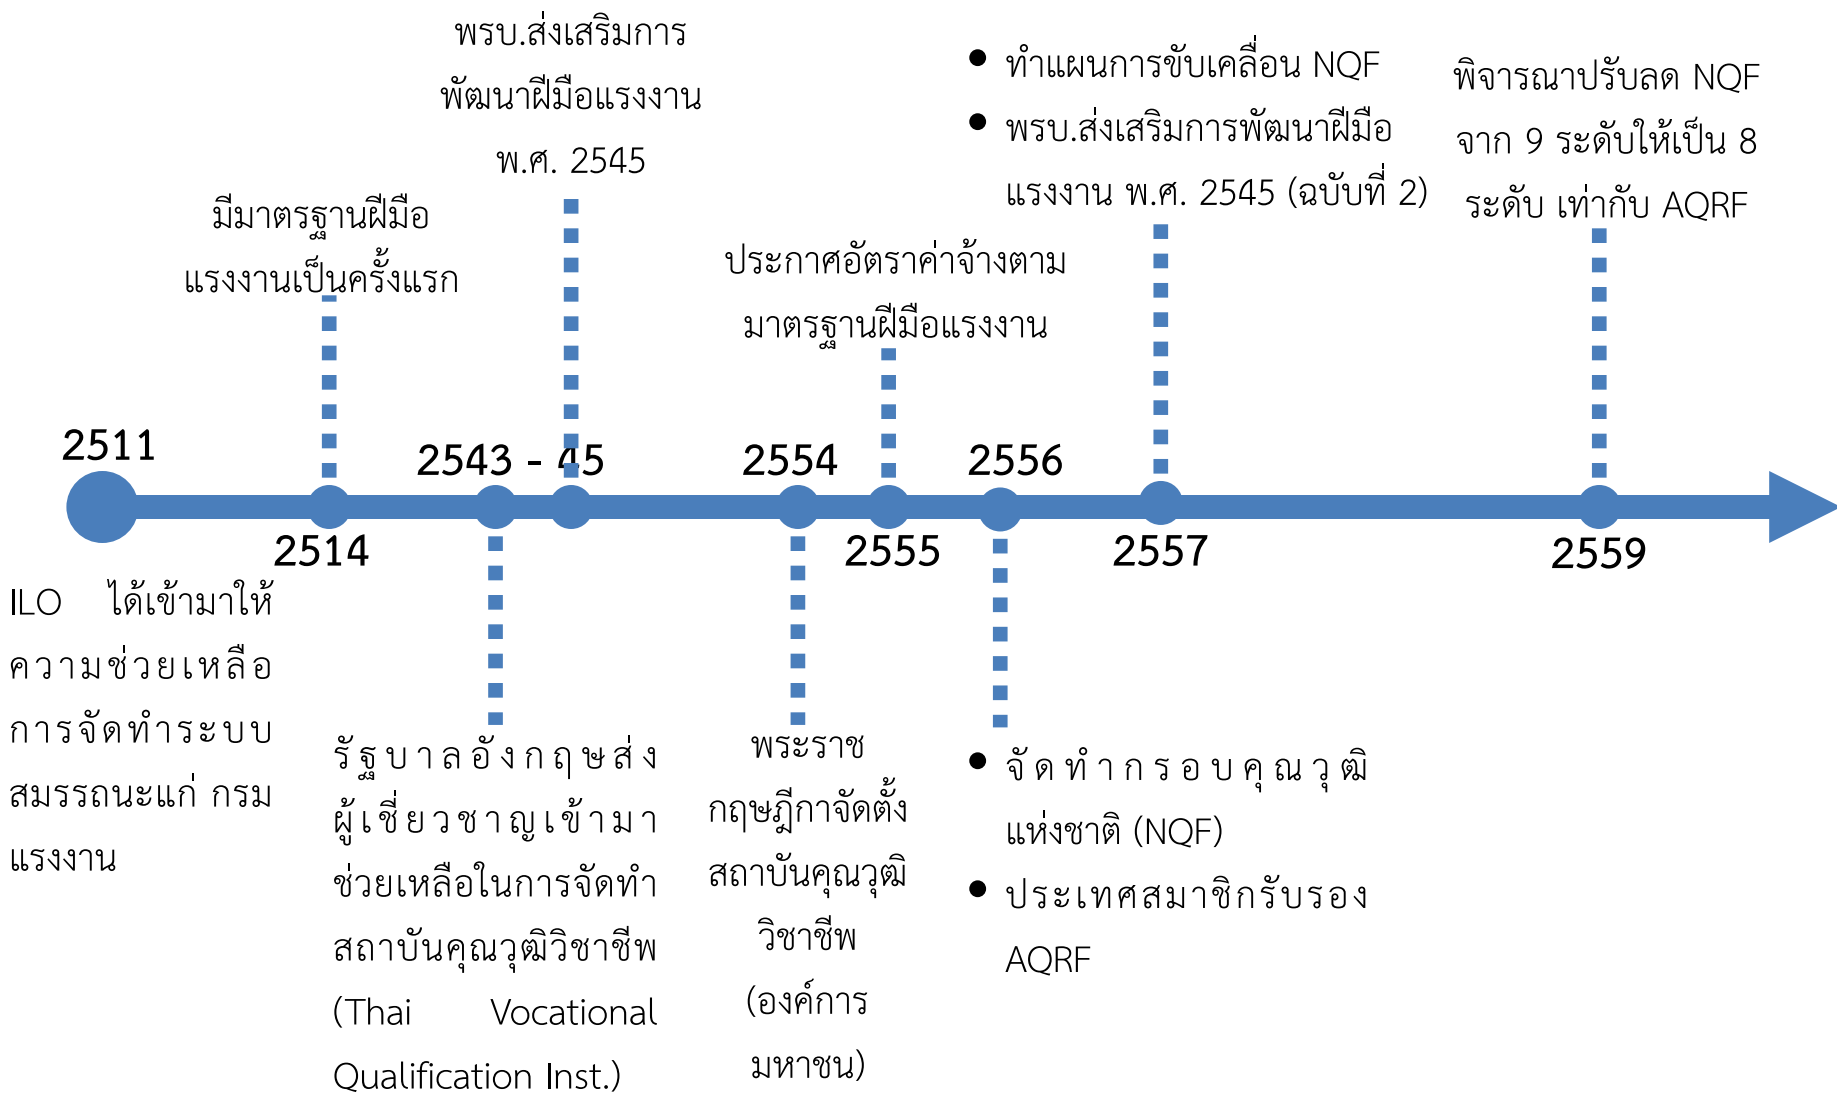 พรบ.ส่งเสริมการ
พัฒนาฝีมือแรงงาน
พ.ศ. 2545
● ทำแผนการขับเคลื่อน NQF
● พรบ.ส่งเสริมการพัฒนาฝีมือ
แรงงาน พ.ศ. 2545 (ฉบับที่ 2)
พิจารณาปรับลด NQF
จาก 9 ระดับให้เป็น 8
ระดับ เท่ากับ AQRF
มีมาตรฐานฝีมือ
แรงงานเป็นครั้งแรก
ประกาศอัตราค่าจ้างตาม
มาตรฐานฝีมือแรงงาน
2511
2543 - 45
2554
2556
2514
2555
2557
2559
ILO ได้เข้ามาให้
ความช่วยเหลือ
การจัดทำระบบ
สมรรถนะแก่ กรม
แรงงาน
รัฐบาลอังกฤษส่ง
ผู้เชี่ยวชาญเข้ามา
ช่วยเหลือในการจัดทำ
สถาบันคุณวุฒิวิชาชีพ
(Thai Vocational
Qualification Inst.)
พระราช
กฤษฎีกาจัดตั้ง
สถาบันคุณวุฒิ
วิชาชีพ
(องค์การ
มหาชน)
● จัดทำกรอบคุณวุฒิ
แห่งชาติ (NQF)
● ประเทศสมาชิกรับรอง
AQRF